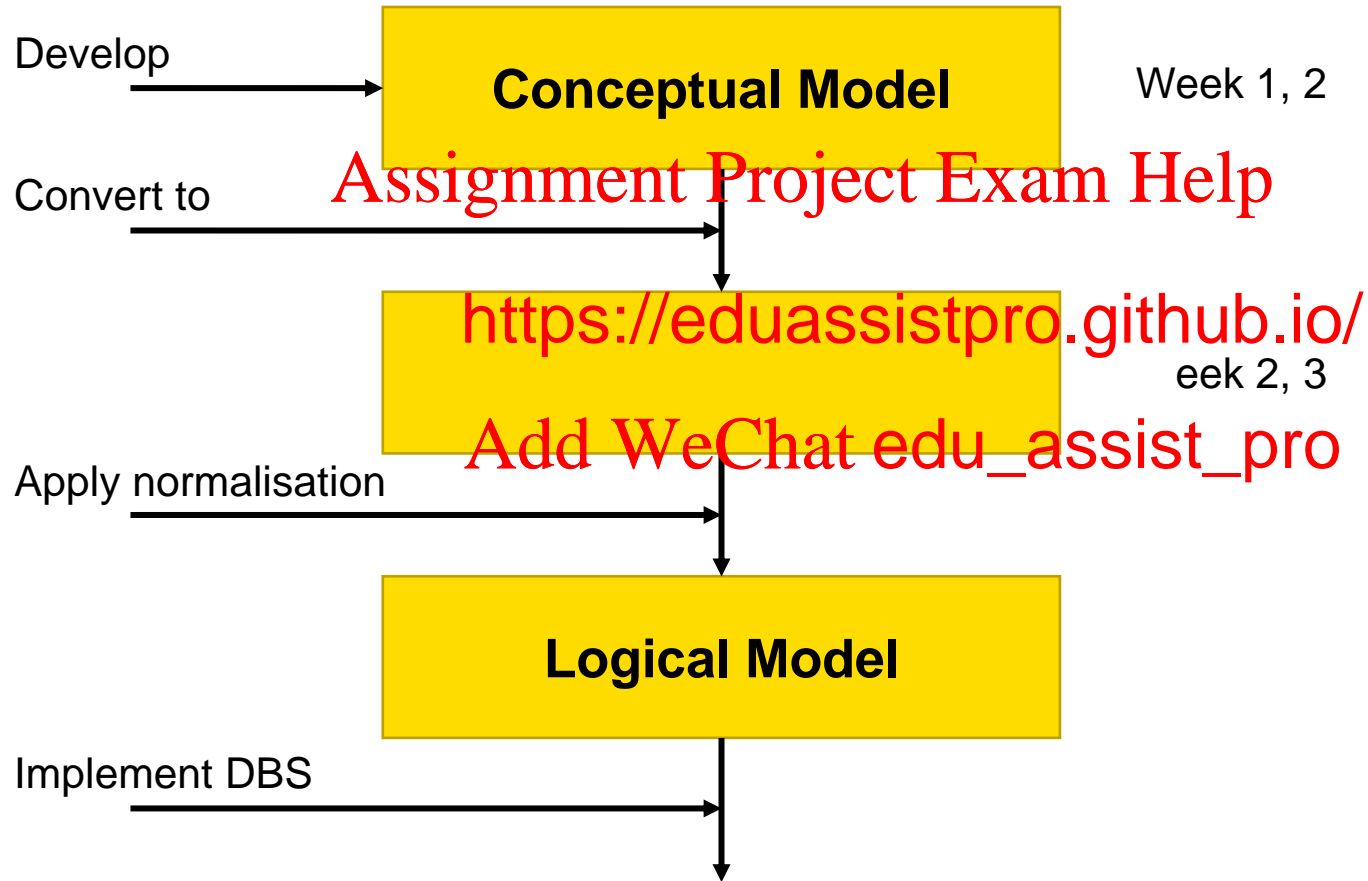 Develop
Conceptual Model
Week 1, 2
Assignment Project Exam Help
Convert to
https://eduassistpro.github.io/
eek 2, 3
Add WeChat edu_assist_pro
Apply normalisation
Logical Model
Implement DBS